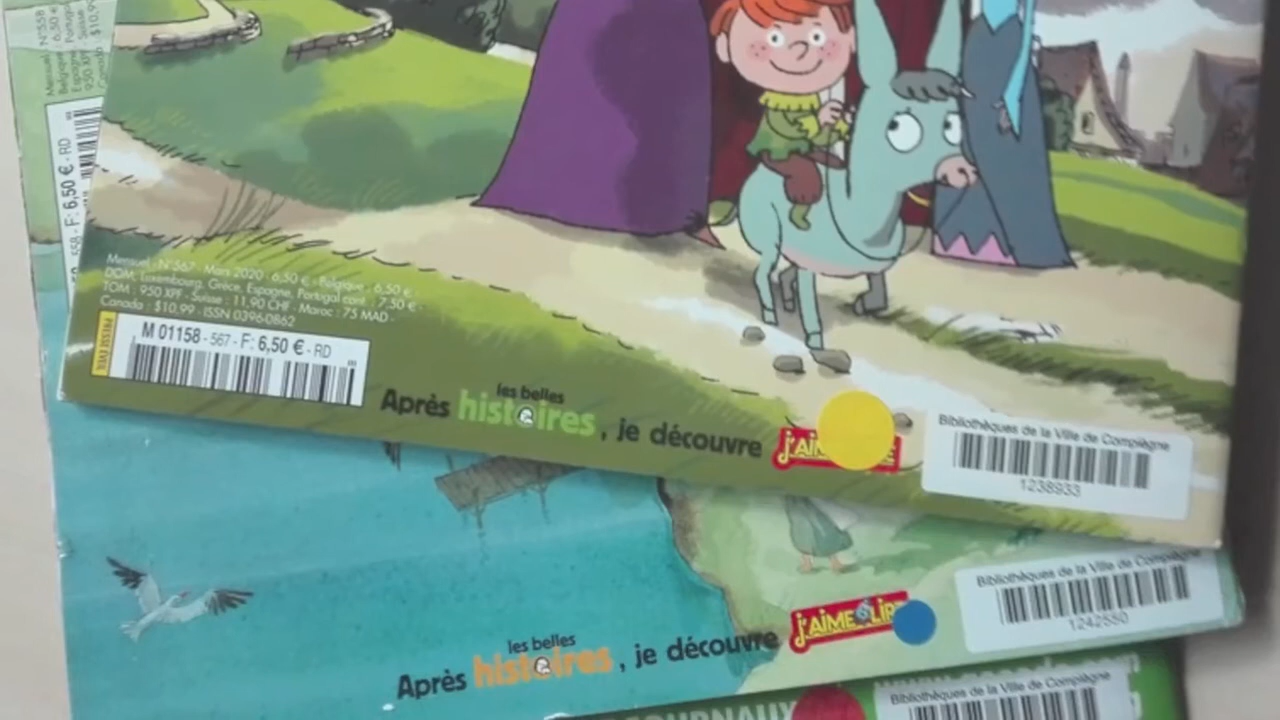 Mensuel - N°567 - Mars 2020 : 6,50 € - Belgique : 6,50 €
DOM, Luxembourg, Grèce, Espagne, Portugal cont. : 7,50 € -
TOM : 950 XPF - Suisse : 11,90 CHF - Maroc : 75 MAD -
Canada : $10,99 - ISSN 0396-0862
M 01158 - 567 - F: 6,50 € - RD
Après les belles histoires, je découvre
Bibliothèques de la Ville de Compiègne
1238933
558 - F: 6,50 € - RD
Après les belles histoires, je découvre J'AIME LIRE
Bibliothèques de la Ville de Compiègne
1242550
Bibliothèques de la Ville de Compiègne